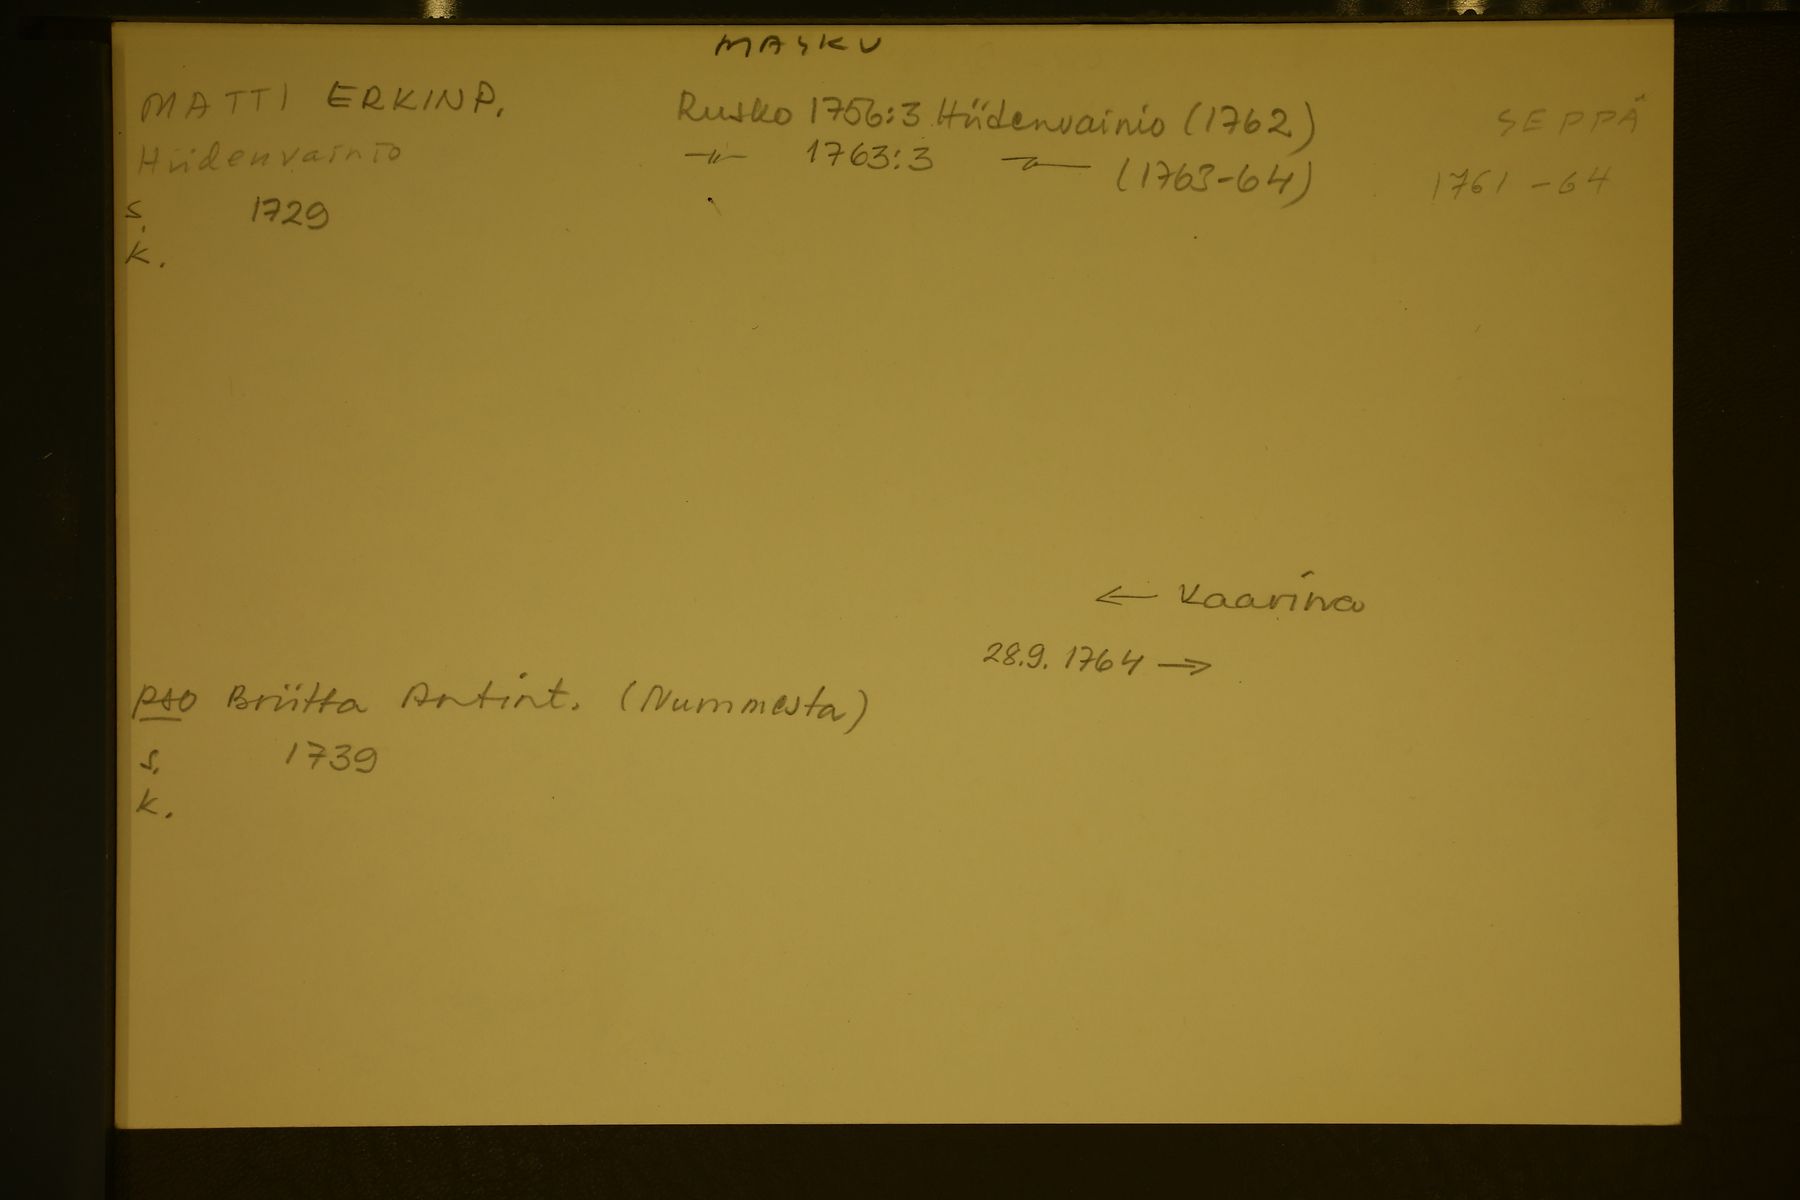 MASKU
MATTI ERKINP. Rusko 1756:3 Hiidenvainio (1762) SEPPÄ
Hiidenvainio -"- 1763:3 -"- (1763-64) 1761-64
s. 1729
k.
← Kaarina
28.9.1764 →
pso Briitta Antint. (Nummesta)
s. 1739
k.